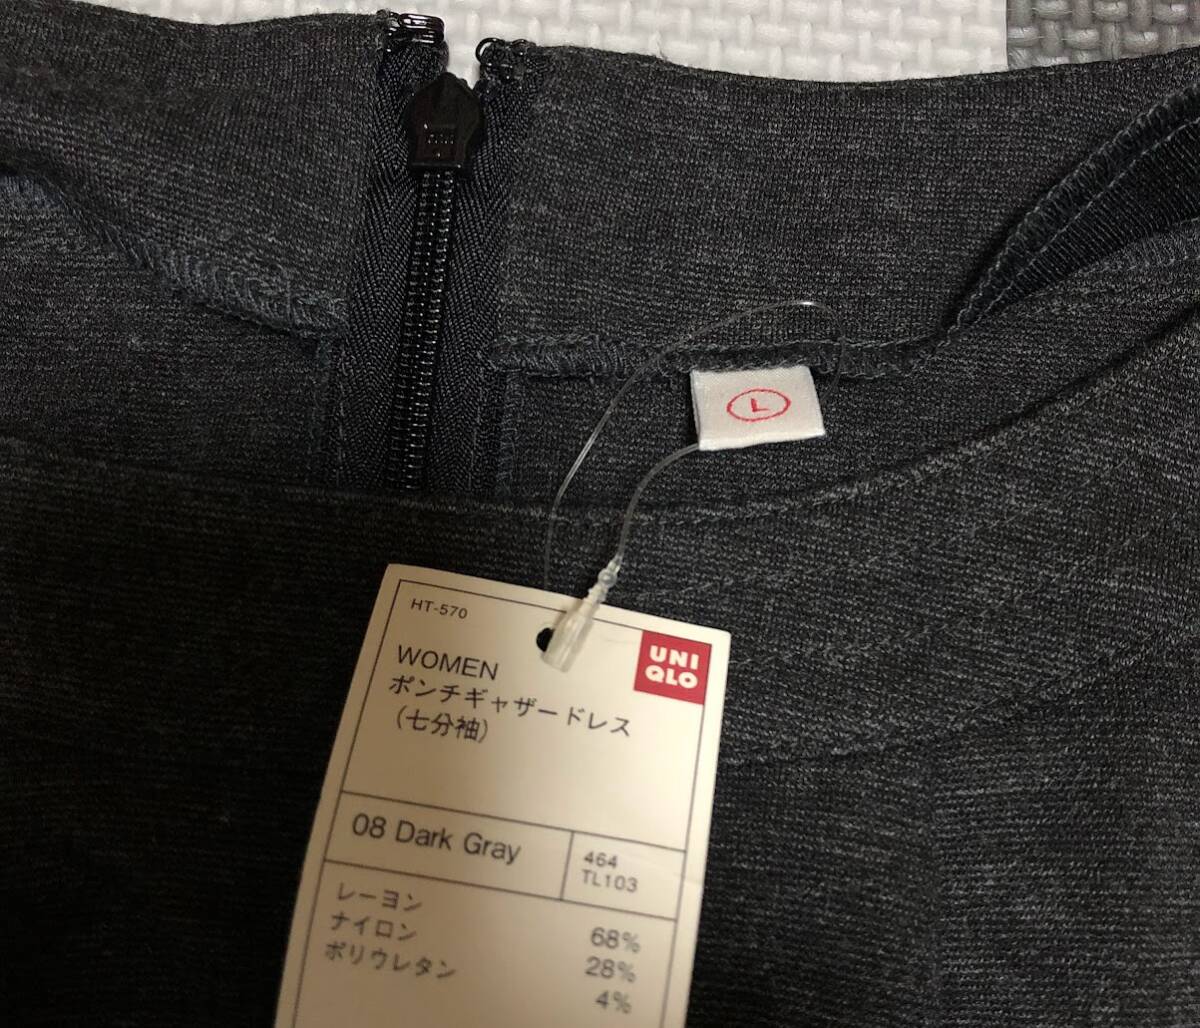 L
HT-570
UNI
QLO
WOMEN
ポンチギャザードレス
(七分袖)
08 Dark Gray
464
TL103
レーヨン 68%
ナイロン 28%
ポリウレタン 4%